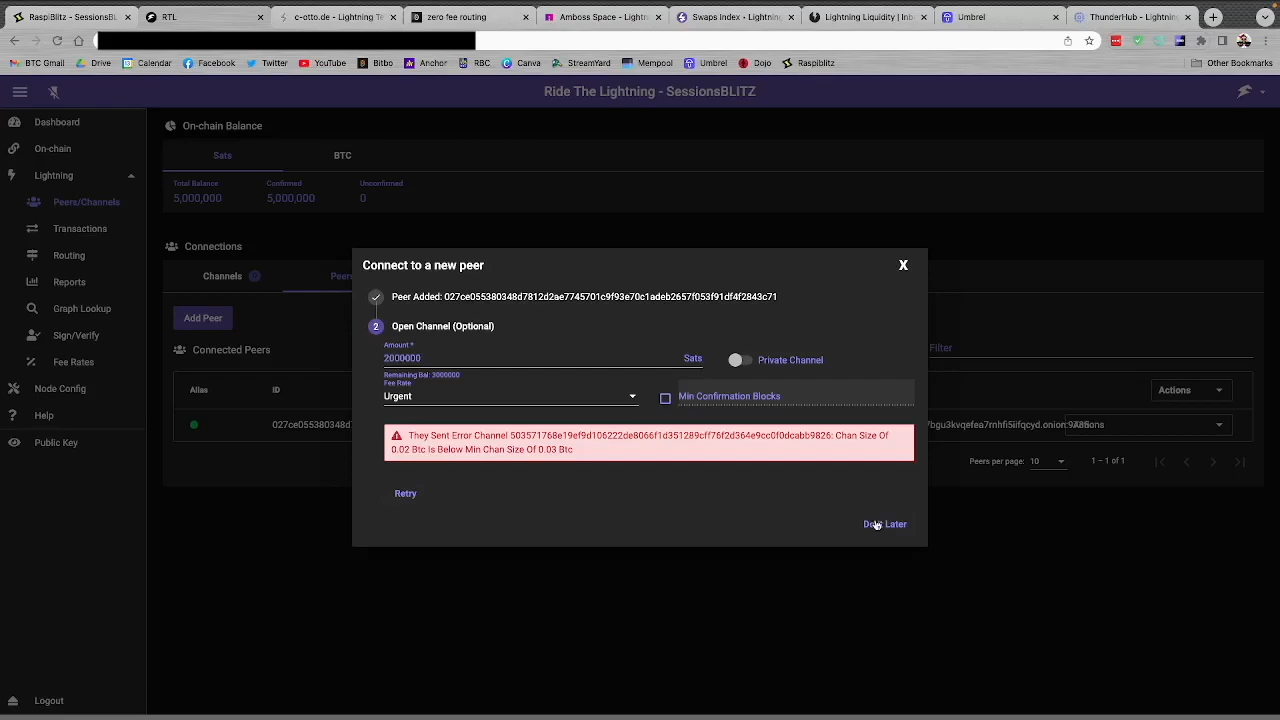 RaspiBlitz - SessionsBL
RTL
c-otto.de - Lightning Te
zero fee routing
Amboss Space - Lightn
Swaps Index - Lightnin
Lightning Liquidity | Inb
Umbrel
ThunderHub - Lightnin
BTC Gmail
Drive
Calendar
Facebook
Twitter
YouTube
Bitbo
Anchor
RBC
Canva
StreamYard
Mempool
Umbrel
Dojo
Raspiblitz
Other Bookmarks
Ride The Lightning - SessionsBLITZ
Dashboard
On-chain
Lightning
Peers/Channels
Transactions
Routing
Reports
Graph Lookup
Sign/Verify
Fee Rates
Node Config
Help
Public Key
Logout
On-chain Balance
Sats
BTC
Total Balance
Confirmed
Unconfirmed
5,000,000
5,000,000
0
Connections
Channels
0
Peers
Add Peer
Connected Peers
Filter
Alias
ID
Actions
027ce055380348d7
Peers per page:
10
1 – 1 of 1
Connect to a new peer
X
Peer Added: 027ce055380348d7812d2ae7745701c9f93e70c1adeb2657f053f91df4f2843c71
2
Open Channel (Optional)
Amount *
2000000
Sats
Private Channel
Remaining Bal: 3000000
Fee Rate
Urgent
Min Confirmation Blocks
They Sent Error Channel 503571768e19ef9d106222de8066f1d351289cff76f2d364e9cc0f0dcabb9826: Chan Size Of
0.02 Btc Is Below Min Chan Size Of 0.03 Btc
Retry
Do It Later